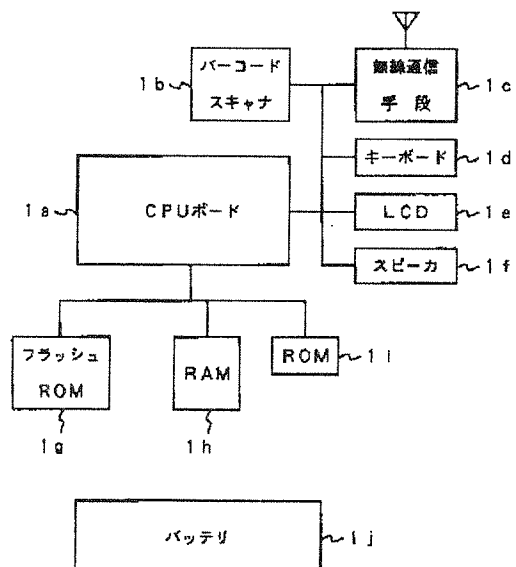 バーコード
スキャナ
1b
無線通信
手段
1c
キーボード
1d
1a
CPUボード
LCD
1e
スピーカ
1f
フラッシュ
ROM
1g
RAM
1h
ROM
1i
バッテリ
1j